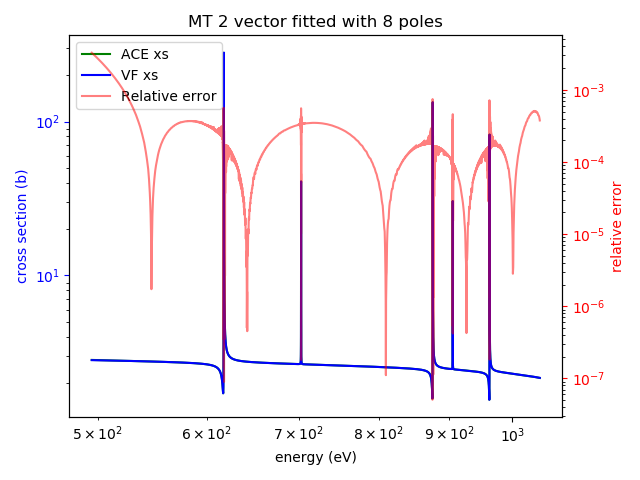 MT 2 vector fitted with 8 poles
ACE xs
VF xs
Relative error
10²
10¹
cross section (b)
10⁻³
10⁻⁴
10⁻⁵
10⁻⁶
10⁻⁷
relative error
5 × 10² 6 × 10² 7 × 10² 8 × 10² 9 × 10² 10³
energy (eV)